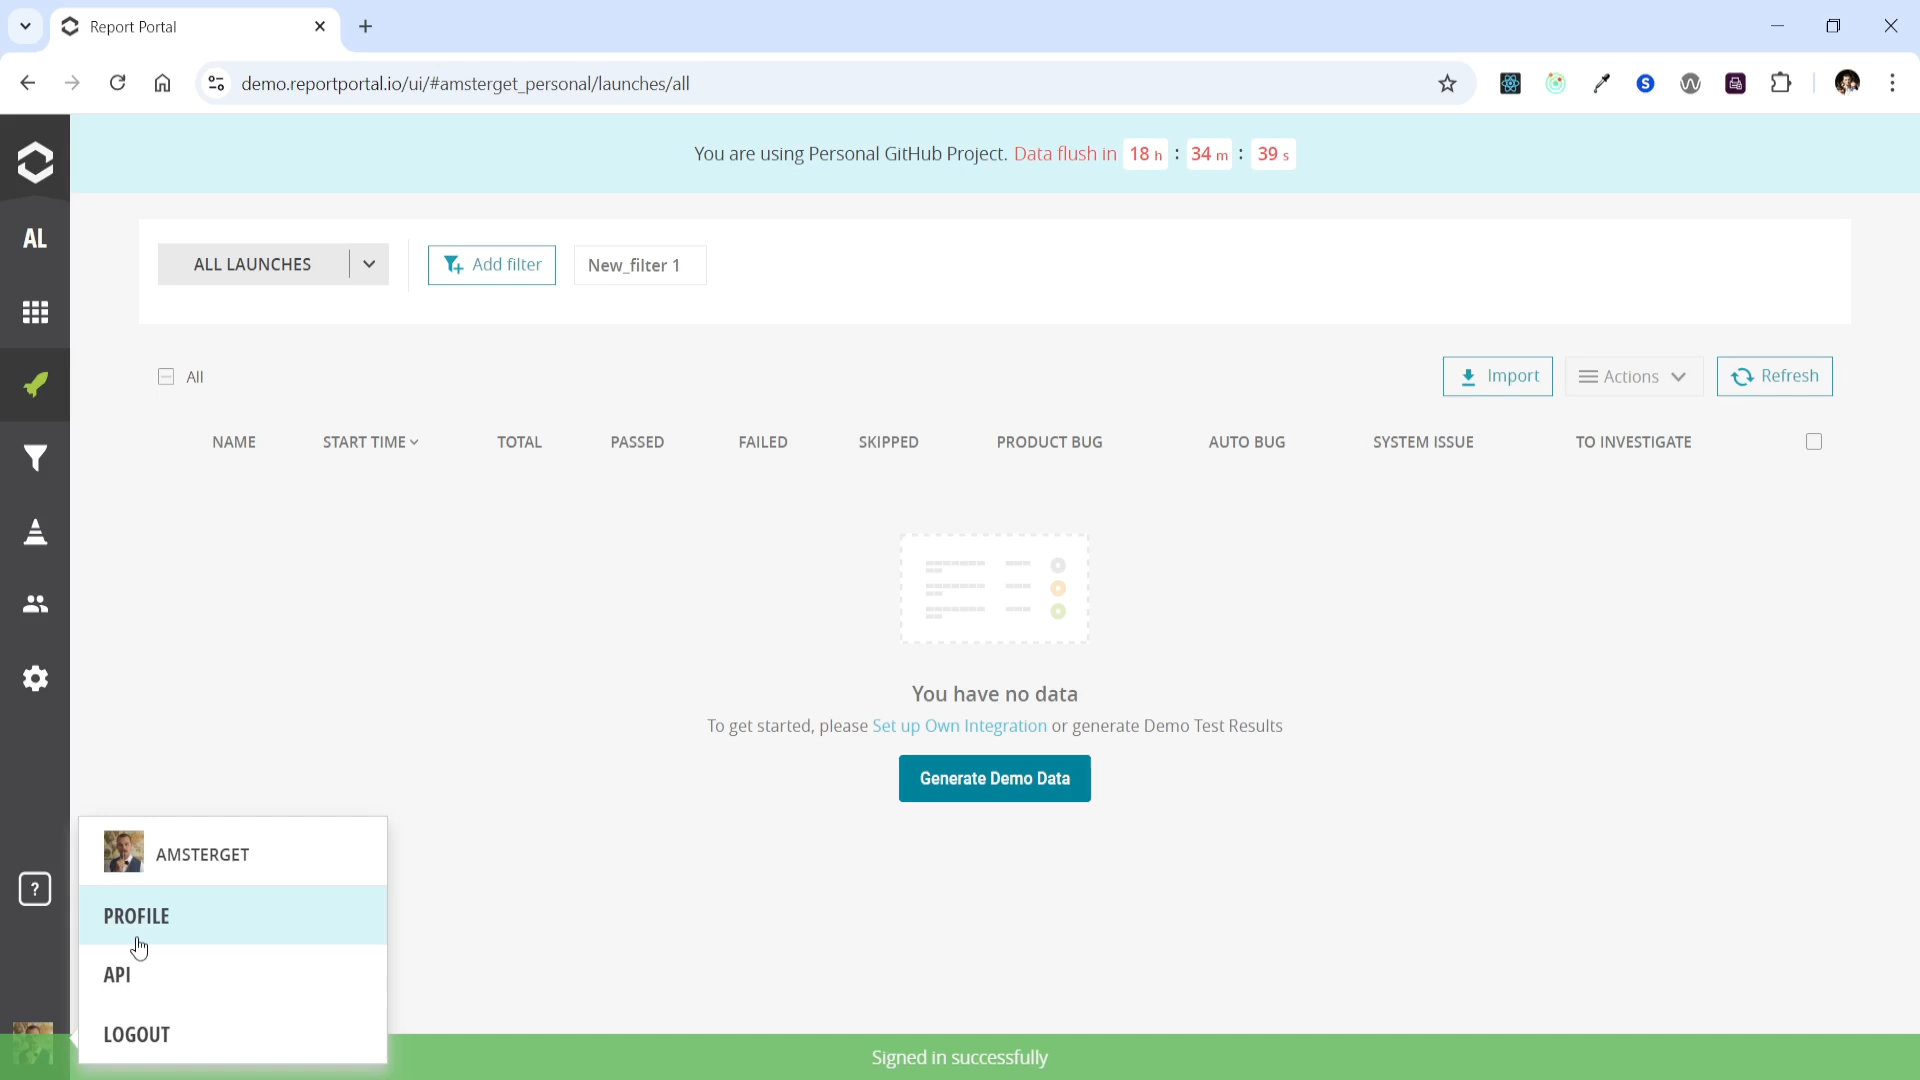 Report Portal
demo.reportportal.io/ui/#amsterget_personal/launches/all
You are using Personal GitHub Project. Data flush in 18 h : 34 m : 39 s
AL
ALL LAUNCHES
Add filter
New_filter 1
All
Import
Actions
Refresh
NAME START TIME TOTAL PASSED FAILED SKIPPED PRODUCT BUG AUTO BUG SYSTEM ISSUE TO INVESTIGATE
You have no data
To get started, please Set up Own Integration or generate Demo Test Results
Generate Demo Data
AMSTERGET
PROFILE
API
LOGOUT
?
Signed in successfully